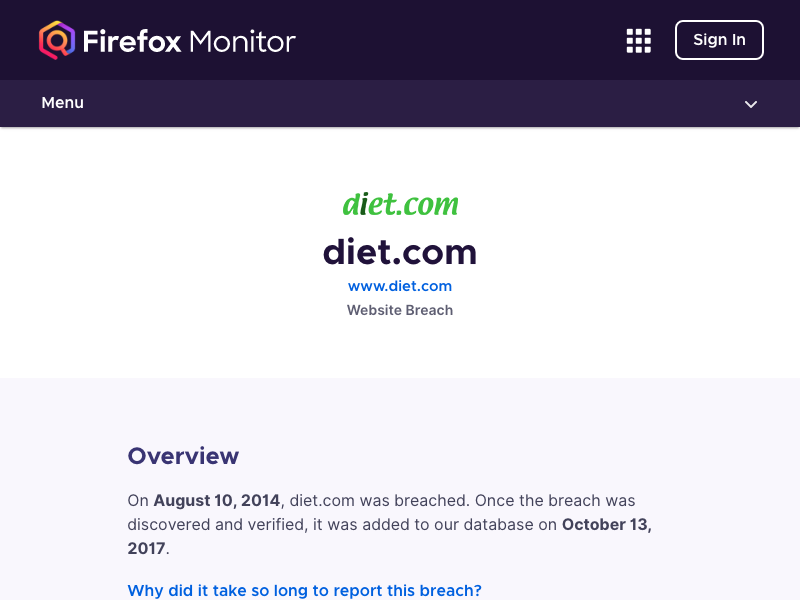 Firefox Monitor
Sign In
Menu
diet.com
diet.com
www.diet.com
Website Breach
Overview
On August 10, 2014, diet.com was breached. Once the breach was
discovered and verified, it was added to our database on October 13,
2017.
Why did it take so long to report this breach?